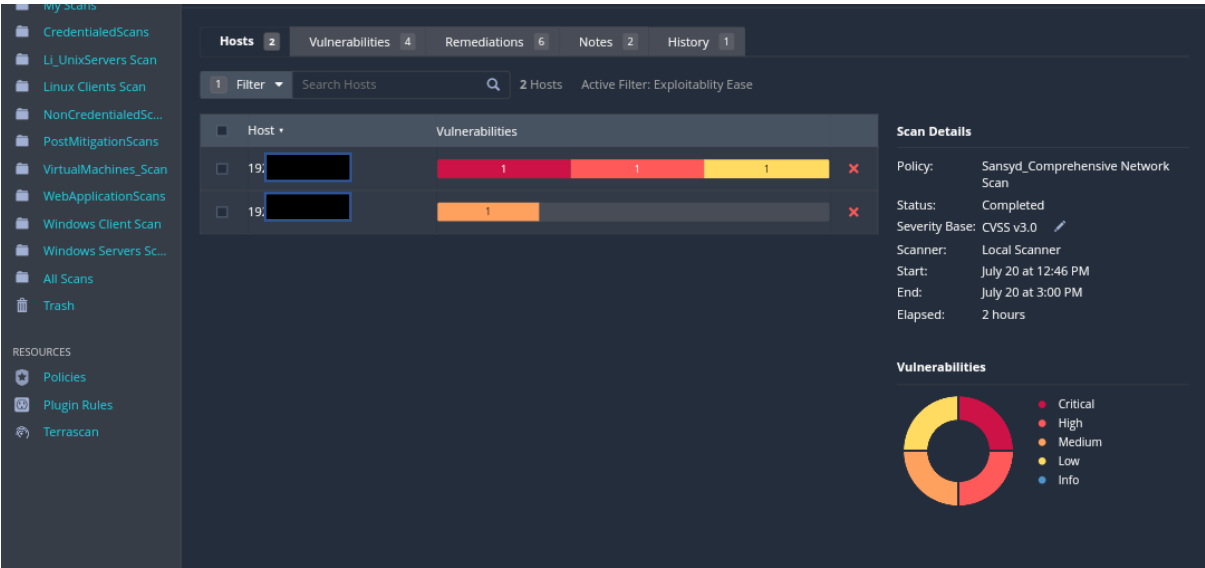 My Scans
CredentialedScans
Li_UnixServers Scan
Linux Clients Scan
NonCredentialedSc...
PostMitigationScans
VirtualMachines_Scan
WebApplicationScans
Windows Client Scan
Windows Servers Sc...
All Scans
Trash
RESOURCES
Policies
Plugin Rules
Terrascan
Hosts 2 Vulnerabilities 4 Remediations 6 Notes 2 History 1
1 Filter Search Hosts 2 Hosts Active Filter: Exploitablity Ease
Host Vulnerabilities
192 1 1 1
192 1
Scan Details
Policy: Sansyd_Comprehensive Network
Scan
Status: Completed
Severity Base: CVSS v3.0
Scanner: Local Scanner
Start: July 20 at 12:46 PM
End: July 20 at 3:00 PM
Elapsed: 2 hours
Vulnerabilities
Critical
High
Medium
Low
Info